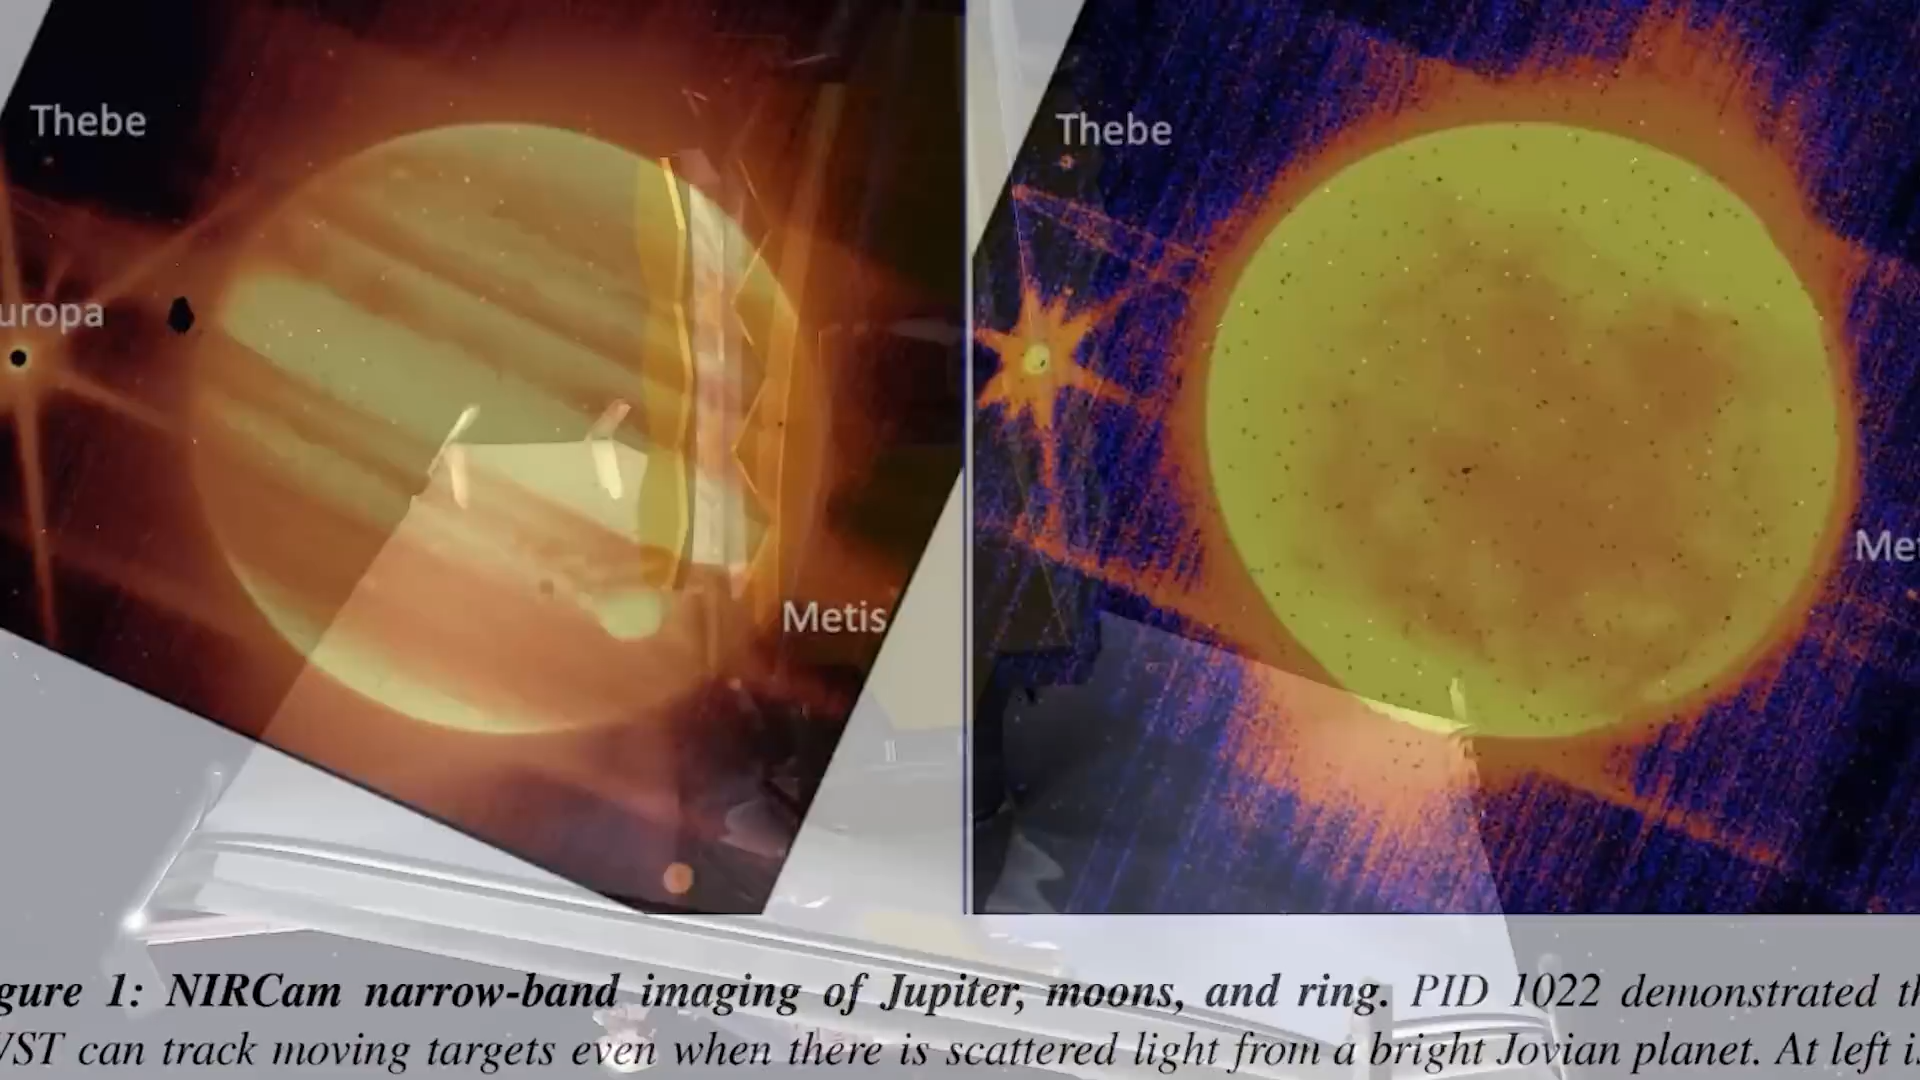 Thebe
Thebe
uropa
Met
Metis
gure 1: NIRCam narrow-band imaging of Jupiter, moons, and ring. PID 1022 demonstrated th
VST can track moving targets even when there is scattered light from a bright Jovian planet. At left is